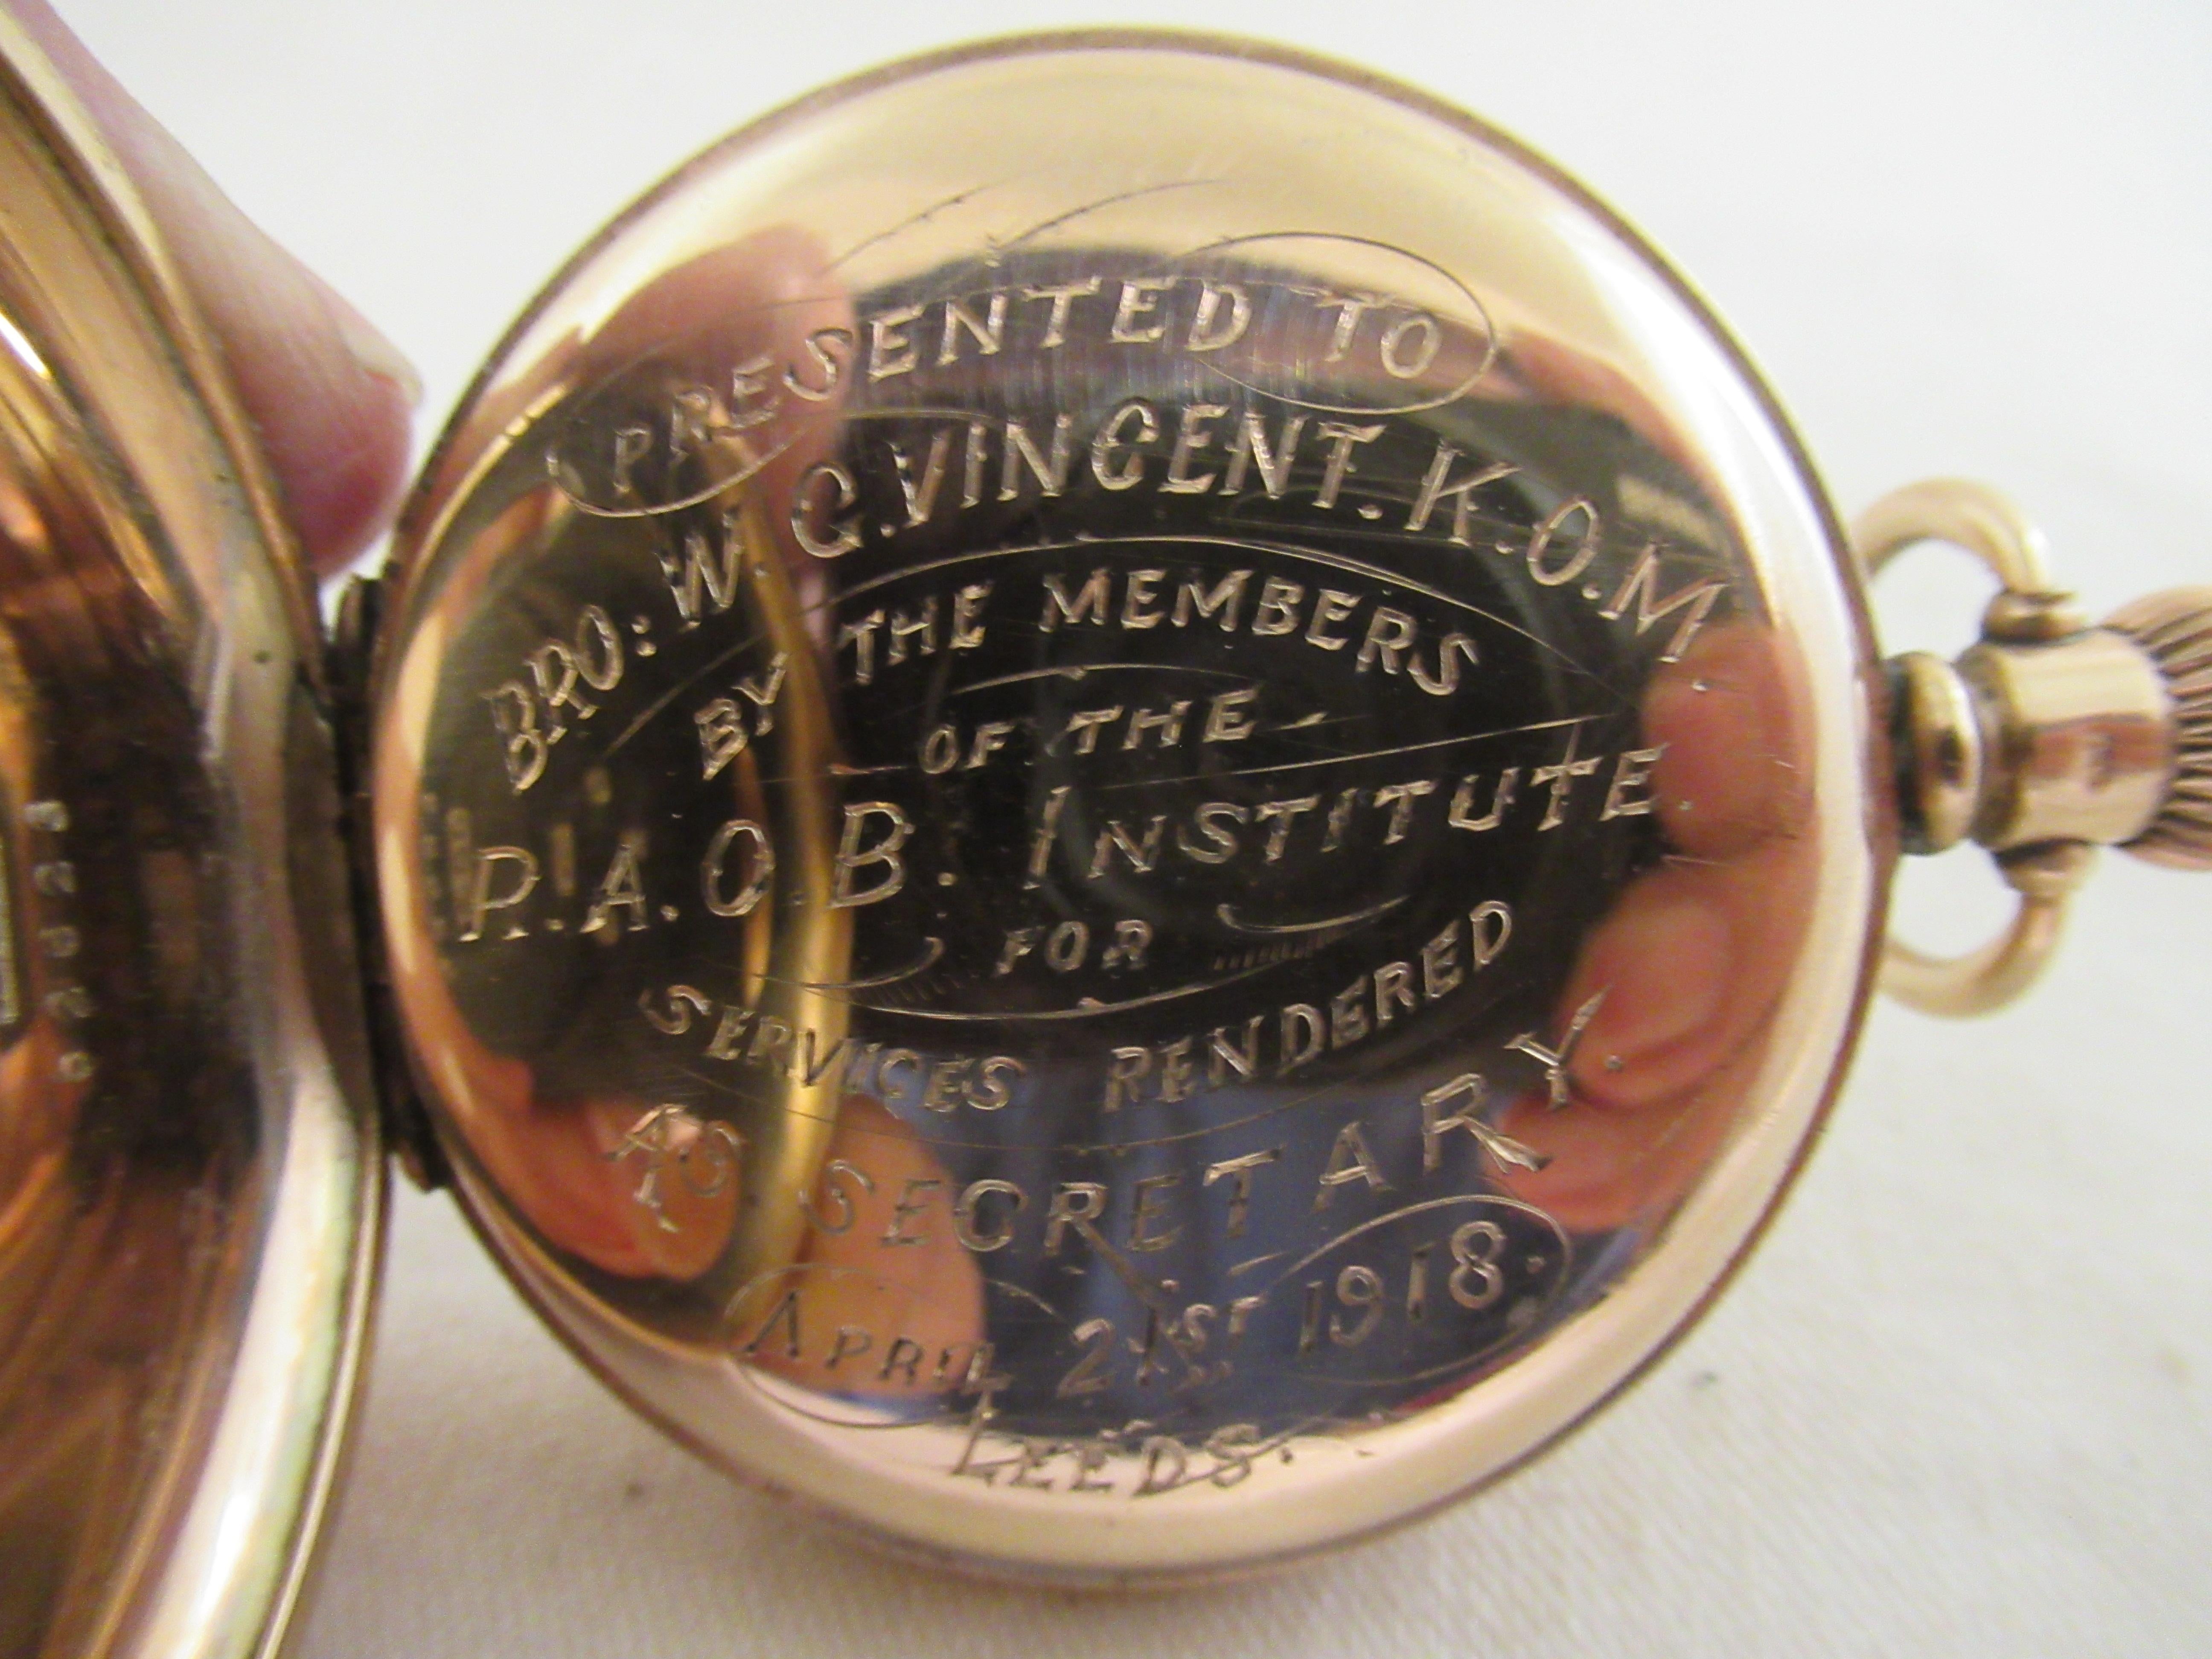 PRESENTED TO
BRO: W G. VINCENT. K.O.M
BY THE MEMBERS
OF THE
R.A.O.B. INSTITUTE.
FOR
SERVICES RENDERED
AS SECRETARY.
APRIL 21ST 1918.
LEEDS.